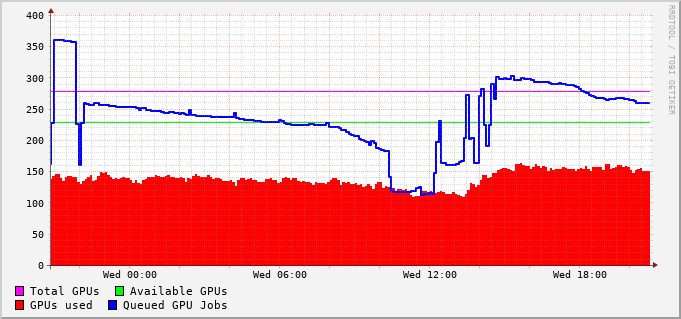 RRDTOOL / TOBI OETIKER
400
350
300
250
200
150
100
50
0
Wed 00:00 Wed 06:00 Wed 12:00 Wed 18:00
Total GPUs Available GPUs
GPUs used Queued GPU Jobs